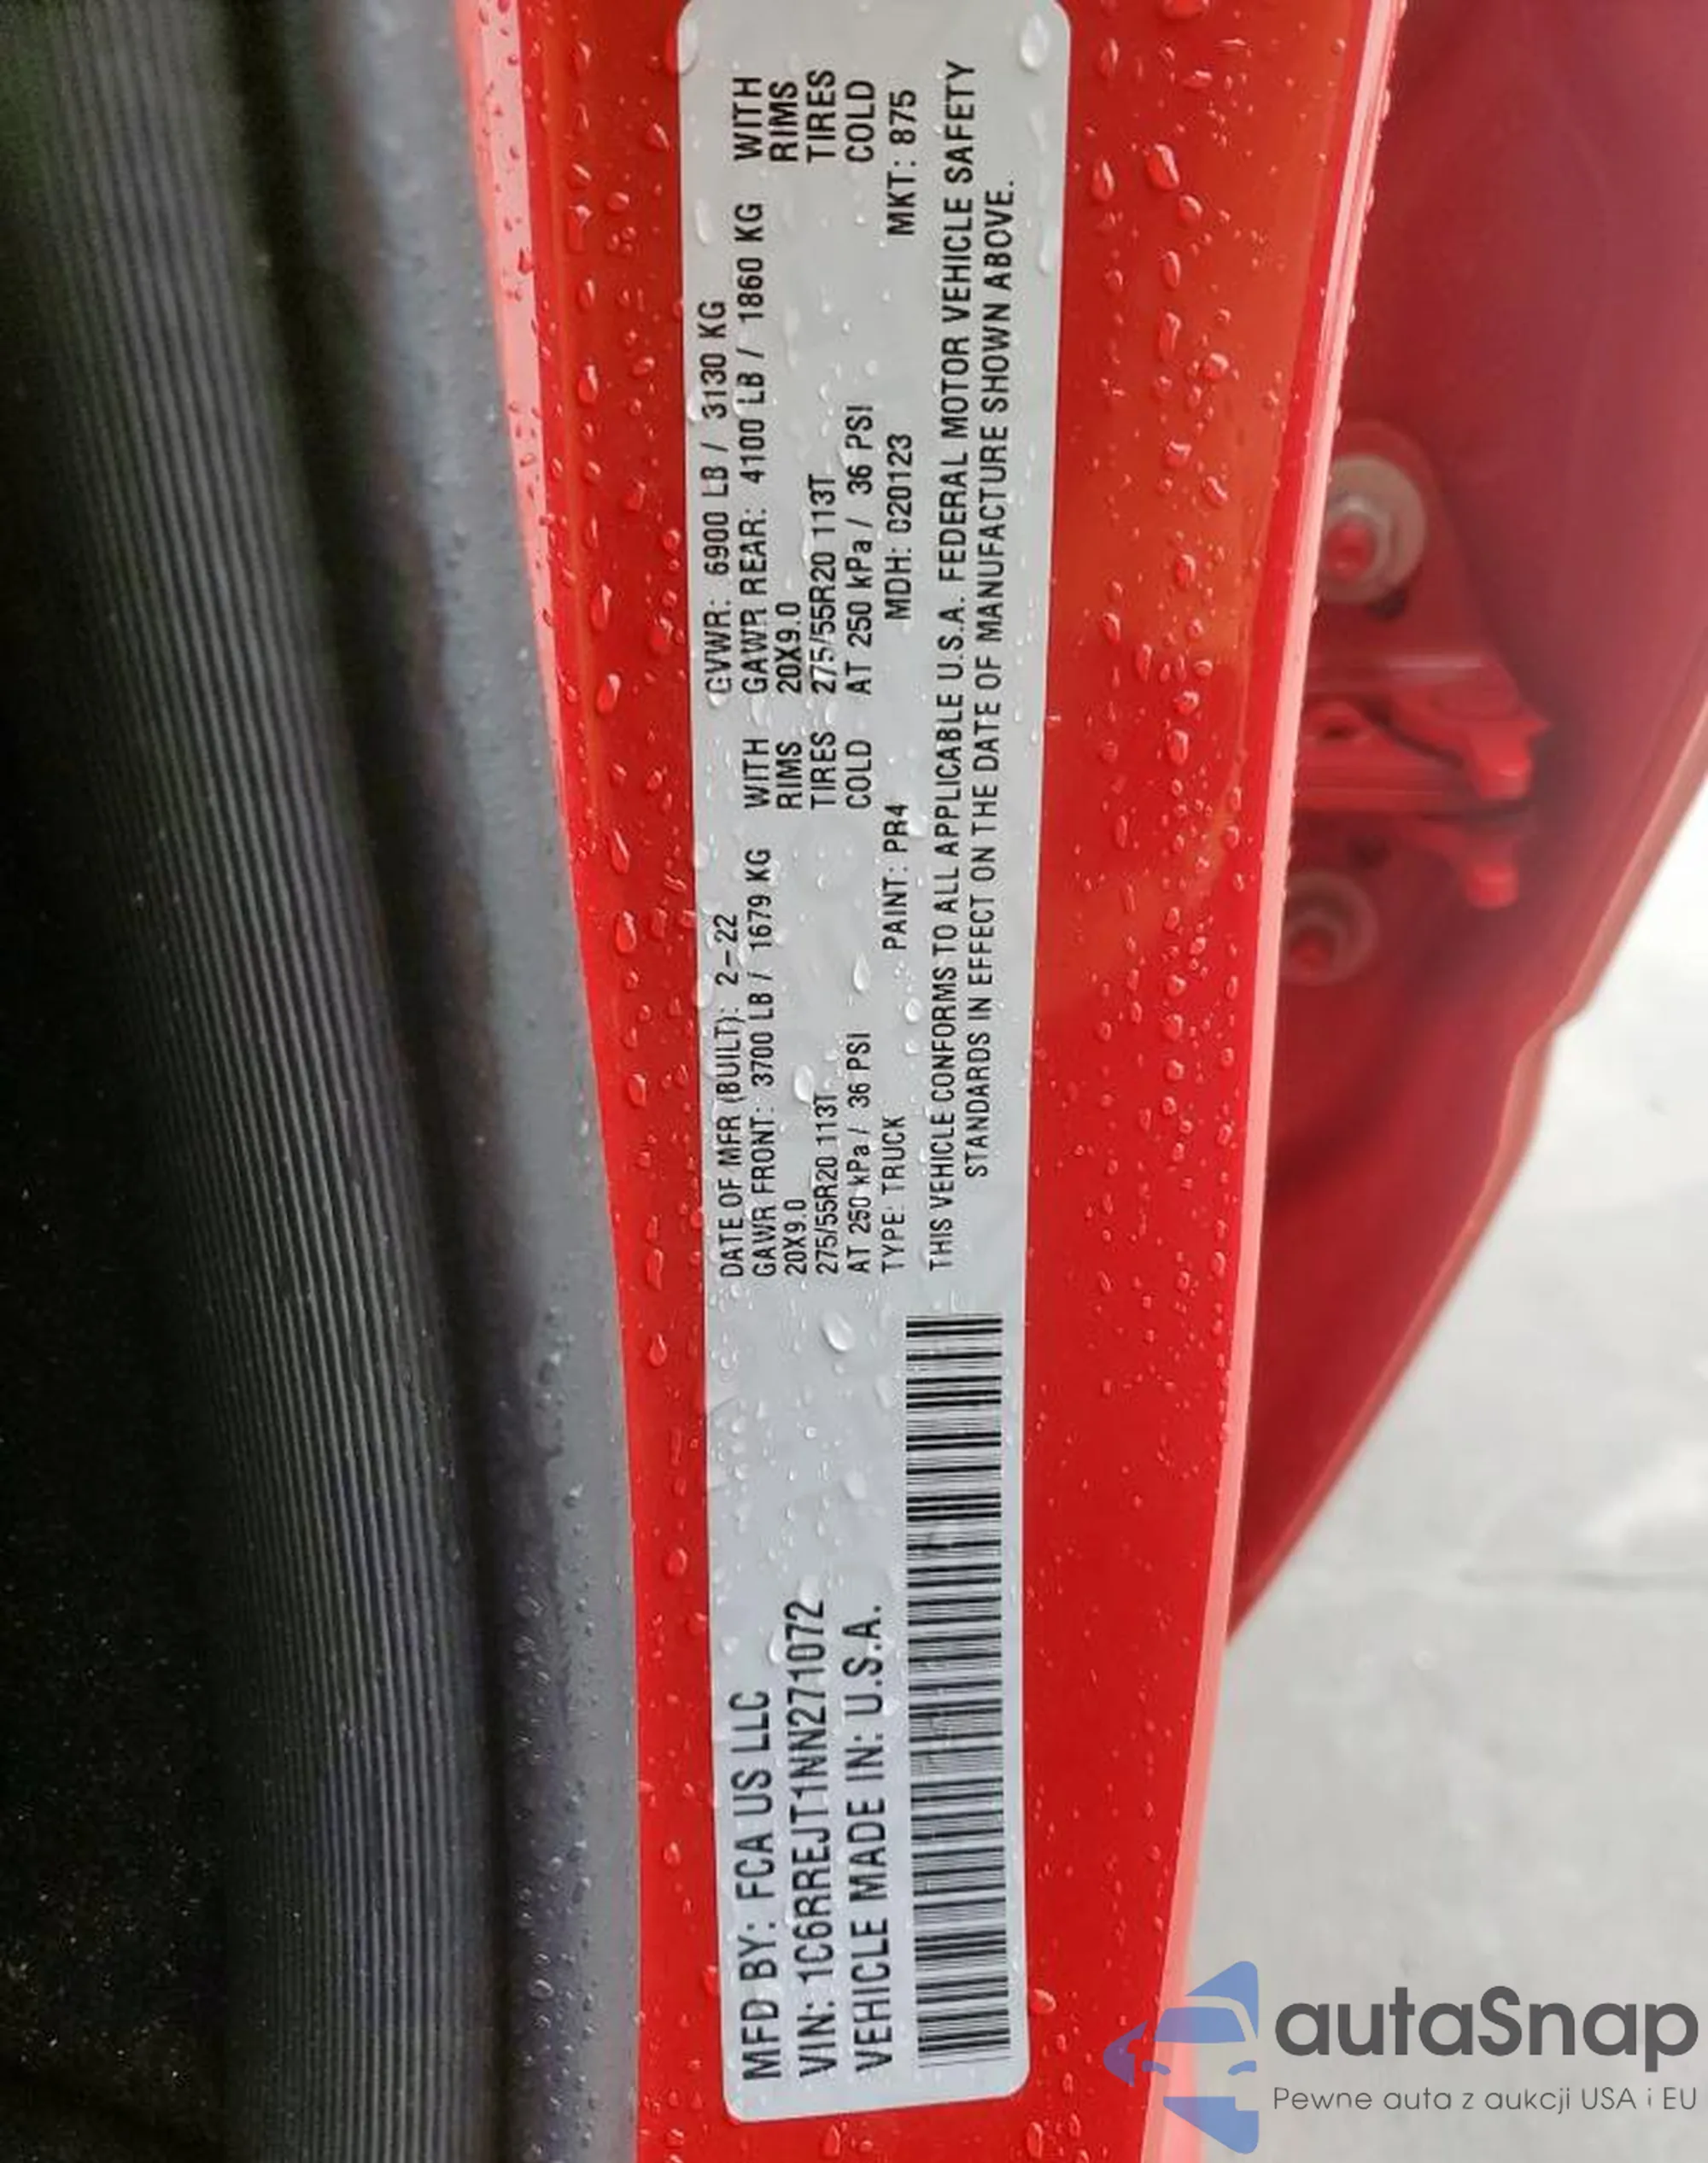 MFD BY: FCA US LLC
VIN: 1C6RREJT1NN271072
VEHICLE MADE IN: U.S.A.
DATE OF MFR (BUILT): 2-22 GVWR: 6900 LB / 3130 KG
GAWR FRONT: 3700 LB / 1679 KG WITH GAWR REAR: 4100 LB / 1860 KG WITH
20X9.0 RIMS 20X9.0 RIMS
275/55R20 113T TIRES 275/55R20 113T TIRES
AT 250 kPa / 36 PSI COLD AT 250 kPa / 36 PSI COLD
TYPE: TRUCK PAINT: PR4 MDH: 020123 MKT: 875
THIS VEHICLE CONFORMS TO ALL APPLICABLE U.S.A. FEDERAL MOTOR VEHICLE SAFETY
STANDARDS IN EFFECT ON THE DATE OF MANUFACTURE SHOWN ABOVE.
autaSnap
Pewne auta z aukcji USA i EU